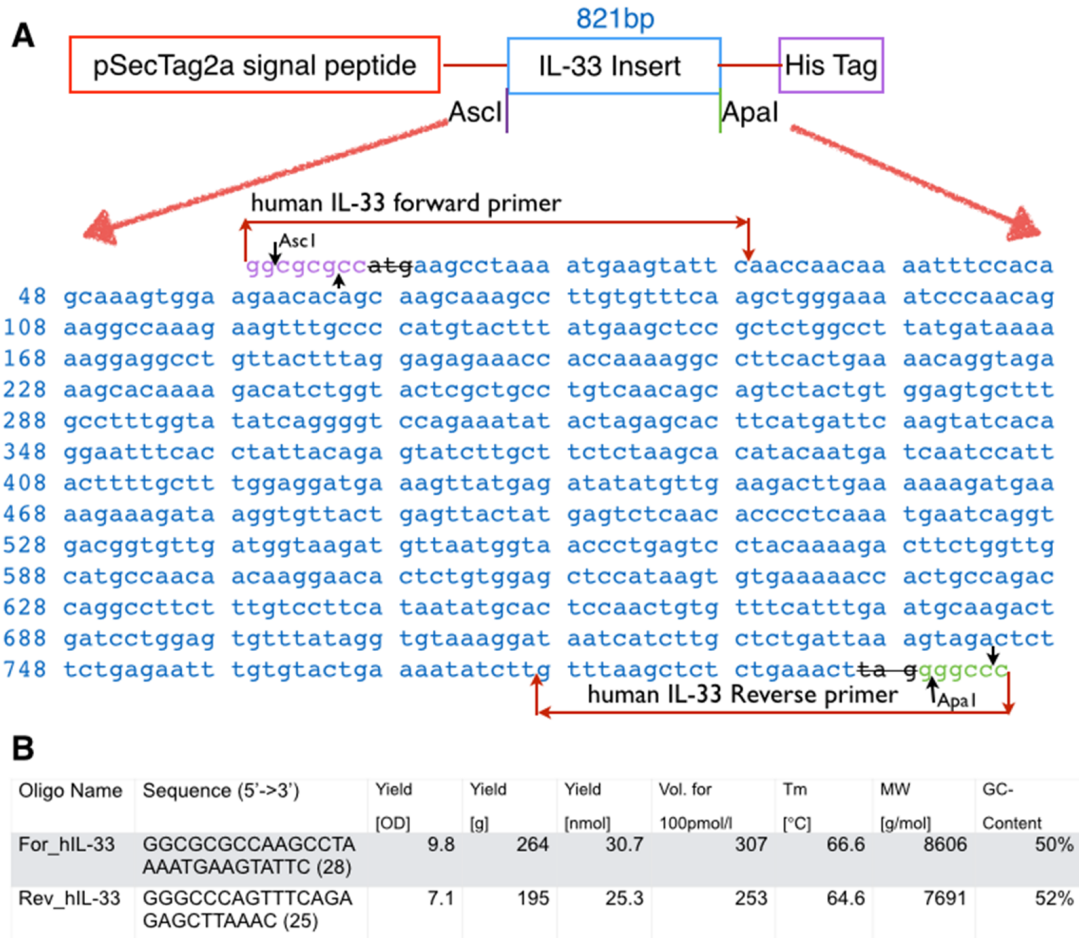 A
821bp
pSecTag2a signal peptide
IL-33 Insert
His Tag
AscI
ApaI
human IL-33 forward primer
AscI
ggcgcgccatgaagcctaaa atgaagtatt caaccaacaa aatttccaca
48 gcaaagtgga agaacacagc aagcaaagcc ttgtgtttca agctgggaaa atcccaacag
108 aaggccaaag aagtttgccc catgtacttt atgaagctcc gctctggcct tatgataaaa
168 aaggaggcct gttactttag gagagaaacc accaaaaggc cttcactgaa aacaggtaga
228 aagcacaaaa gacatctggt actcgctgcc tgtcaacagc agtctactgt ggagtgcttt
288 gcctttggta tatcaggggt ccagaaatat actagagcac ttcatgattc aagtatcaca
348 ggaatttcac ctattacaga gtatcttgct tctctaagca catacaatga tcaatccatt
408 acttttgctt tggaggatga aagttatgag atatatgttg aagacttgaa aaaagatgaa
468 aagaaagata aggtgttact gagttactat gagtctcaac acccctcaaa tgaatcaggt
528 gacggtgttg atggtaagat gttaatggta accctgagtc ctacaaaaga cttctggttg
588 catgccaaca acaaggaaca ctctgtggag ctccataagt gtgaaaaacc actgccagac
628 caggccttct ttgtccttca taatatgcac tccaactgtg tttcatttga atgcaagact
688 gatcctggag tgtttatagg tgtaaaggat aatcatcttg ctctgattaa agtagactct
748 tctgagaatt tgtgtactga aaatatcttg tttaagctct ctgaaactta ggggccc
human IL-33 Reverse primer
ApaI
B
Oligo Name Sequence (5'->3') Yield Yield Yield Vol. for Tm MW GC-
[OD] [g] [nmol] 100pmol/l [°C] [g/mol] Content
For_hIL-33 GGCGCGCCAAGCCTA 9.8 264 30.7 307 66.6 8606 50%
AAATGAAGTATTC (28)
Rev_hIL-33 GGGCCCAGTTTCAGA 7.1 195 25.3 253 64.6 7691 52%
GAGCTTAAAC (25)